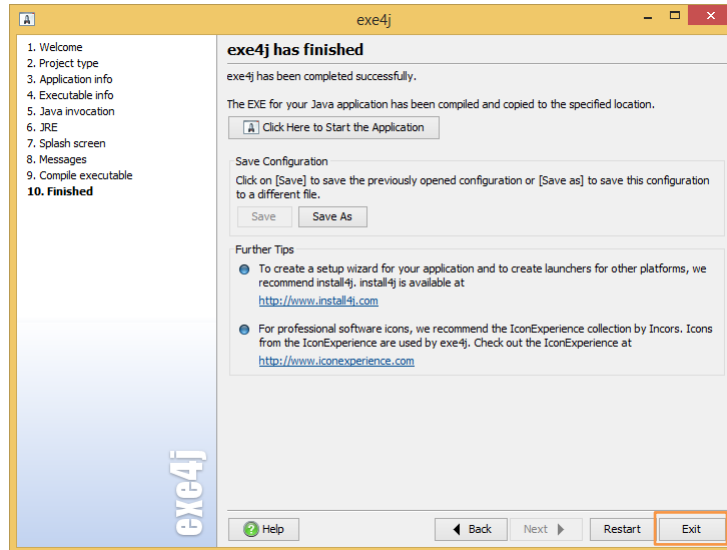 exe4j
1. Welcome
2. Project type
3. Application info
4. Executable info
5. Java invocation
6. JRE
7. Splash screen
8. Messages
9. Compile executable
10. Finished
exe4j
exe4j has finished
exe4j has been completed successfully.
The EXE for your Java application has been compiled and copied to the specified location.
Click Here to Start the Application
Save Configuration
Click on [Save] to save the previously opened configuration or [Save as] to save this configuration
to a different file.
Save Save As
Further Tips
To create a setup wizard for your application and to create launchers for other platforms, we
recommend install4j. install4j is available at
http://www.install4j.com
For professional software icons, we recommend the IconExperience collection by Incors. Icons
from the IconExperience are used by exe4j. Check out the IconExperience at
http://www.iconexperience.com
Help Back Next Restart Exit